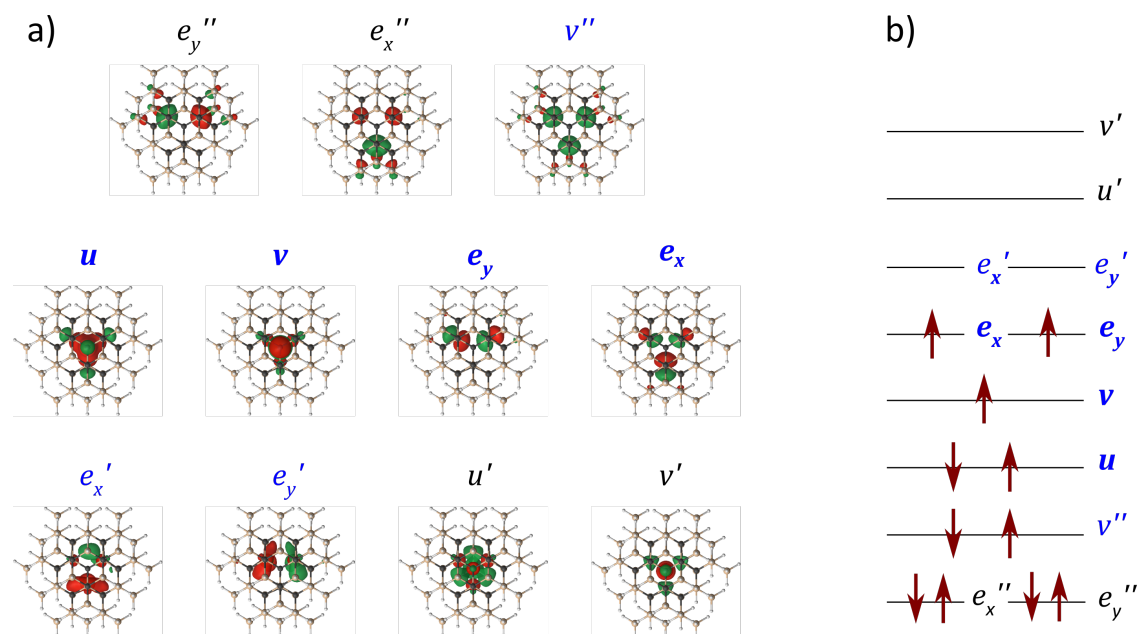 a)
e_y'' e_x'' v''
u v e_y e_x
e_x' e_y' u' v'
b)
v'
u'
e_x' e_y'
e_x e_y
v
u
v''
e_x'' e_y''